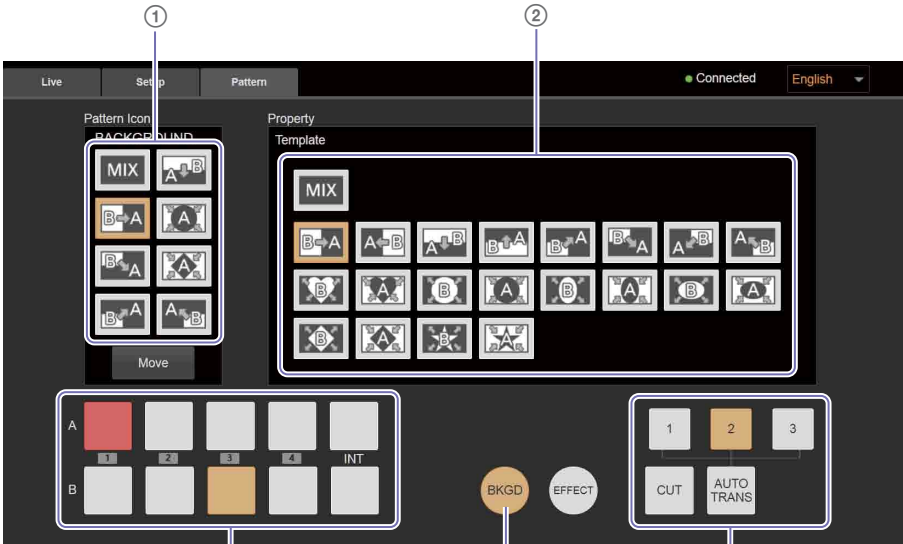 ① ②
Live Setup Pattern Connected English
Pattern Icon Property
BACKGROUND Template
MIX A B MIX
B A A B A B B A A B B A B A A B A B A B
B A A B A B A B A B A
B A B A B A
Move
A 1 2 3
1 2 3 4 INT
B BKGD EFFECT CUT AUTO TRANS